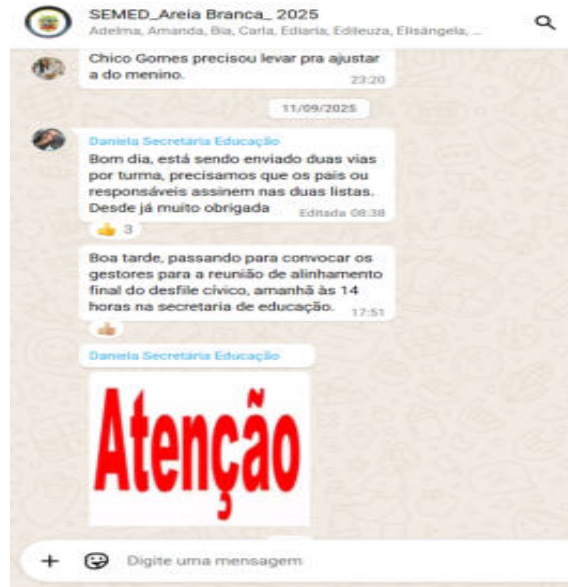 SEMED_Areia Branca_ 2025
Adelma, Amanda, Bia, Carla, Ediaria, Edileuza, Elisângela, ...
Chico Gomes precisou levar pra ajustar
a do menino.
23:20
11/09/2025
Daniela Secretária Educação
Bom dia, está sendo enviado duas vias
por turma, precisamos que os pais ou
responsáveis assinem nas duas listas.
Desde já muito obrigada
Editada 08:38
3
Boa tarde, passando para convocar os
gestores para a reunião de alinhamento
final do desfile cívico, amanhã às 14
horas na secretaria de educação.
17:51
Daniela Secretária Educação
Atenção
Digite uma mensagem